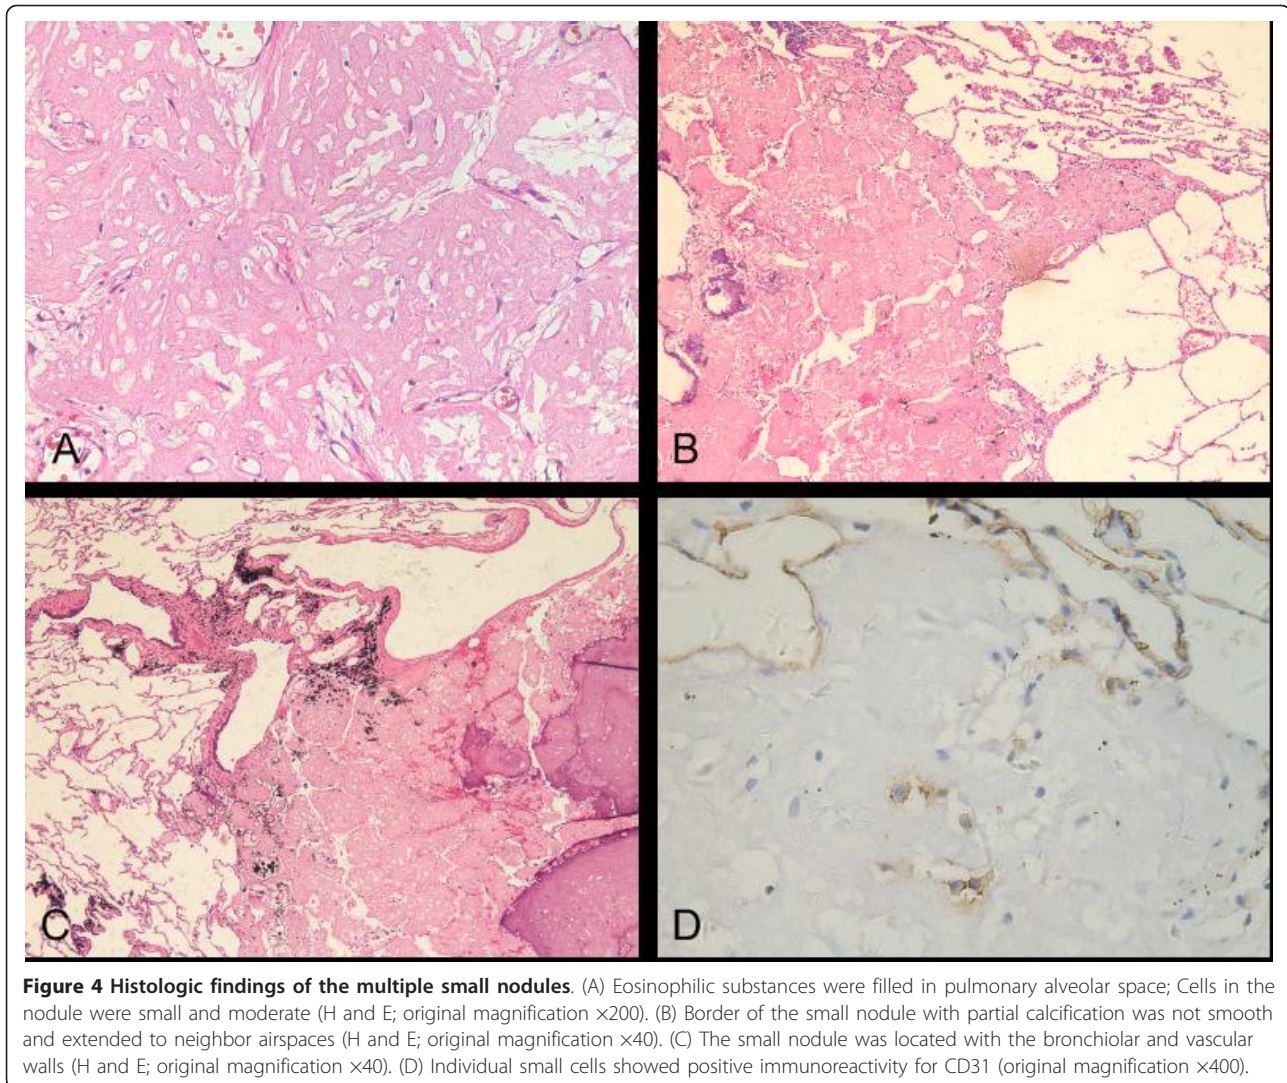 A
B
C
D
Figure 4 Histologic findings of the multiple small nodules. (A) Eosinophilic substances were filled in pulmonary alveolar space; Cells in the
nodule were small and moderate (H and E; original magnification ×200). (B) Border of the small nodule with partial calcification was not smooth
and extended to neighbor airspaces (H and E; original magnification ×40). (C) The small nodule was located with the bronchiolar and vascular
walls (H and E; original magnification ×40). (D) Individual small cells showed positive immunoreactivity for CD31 (original magnification ×400).